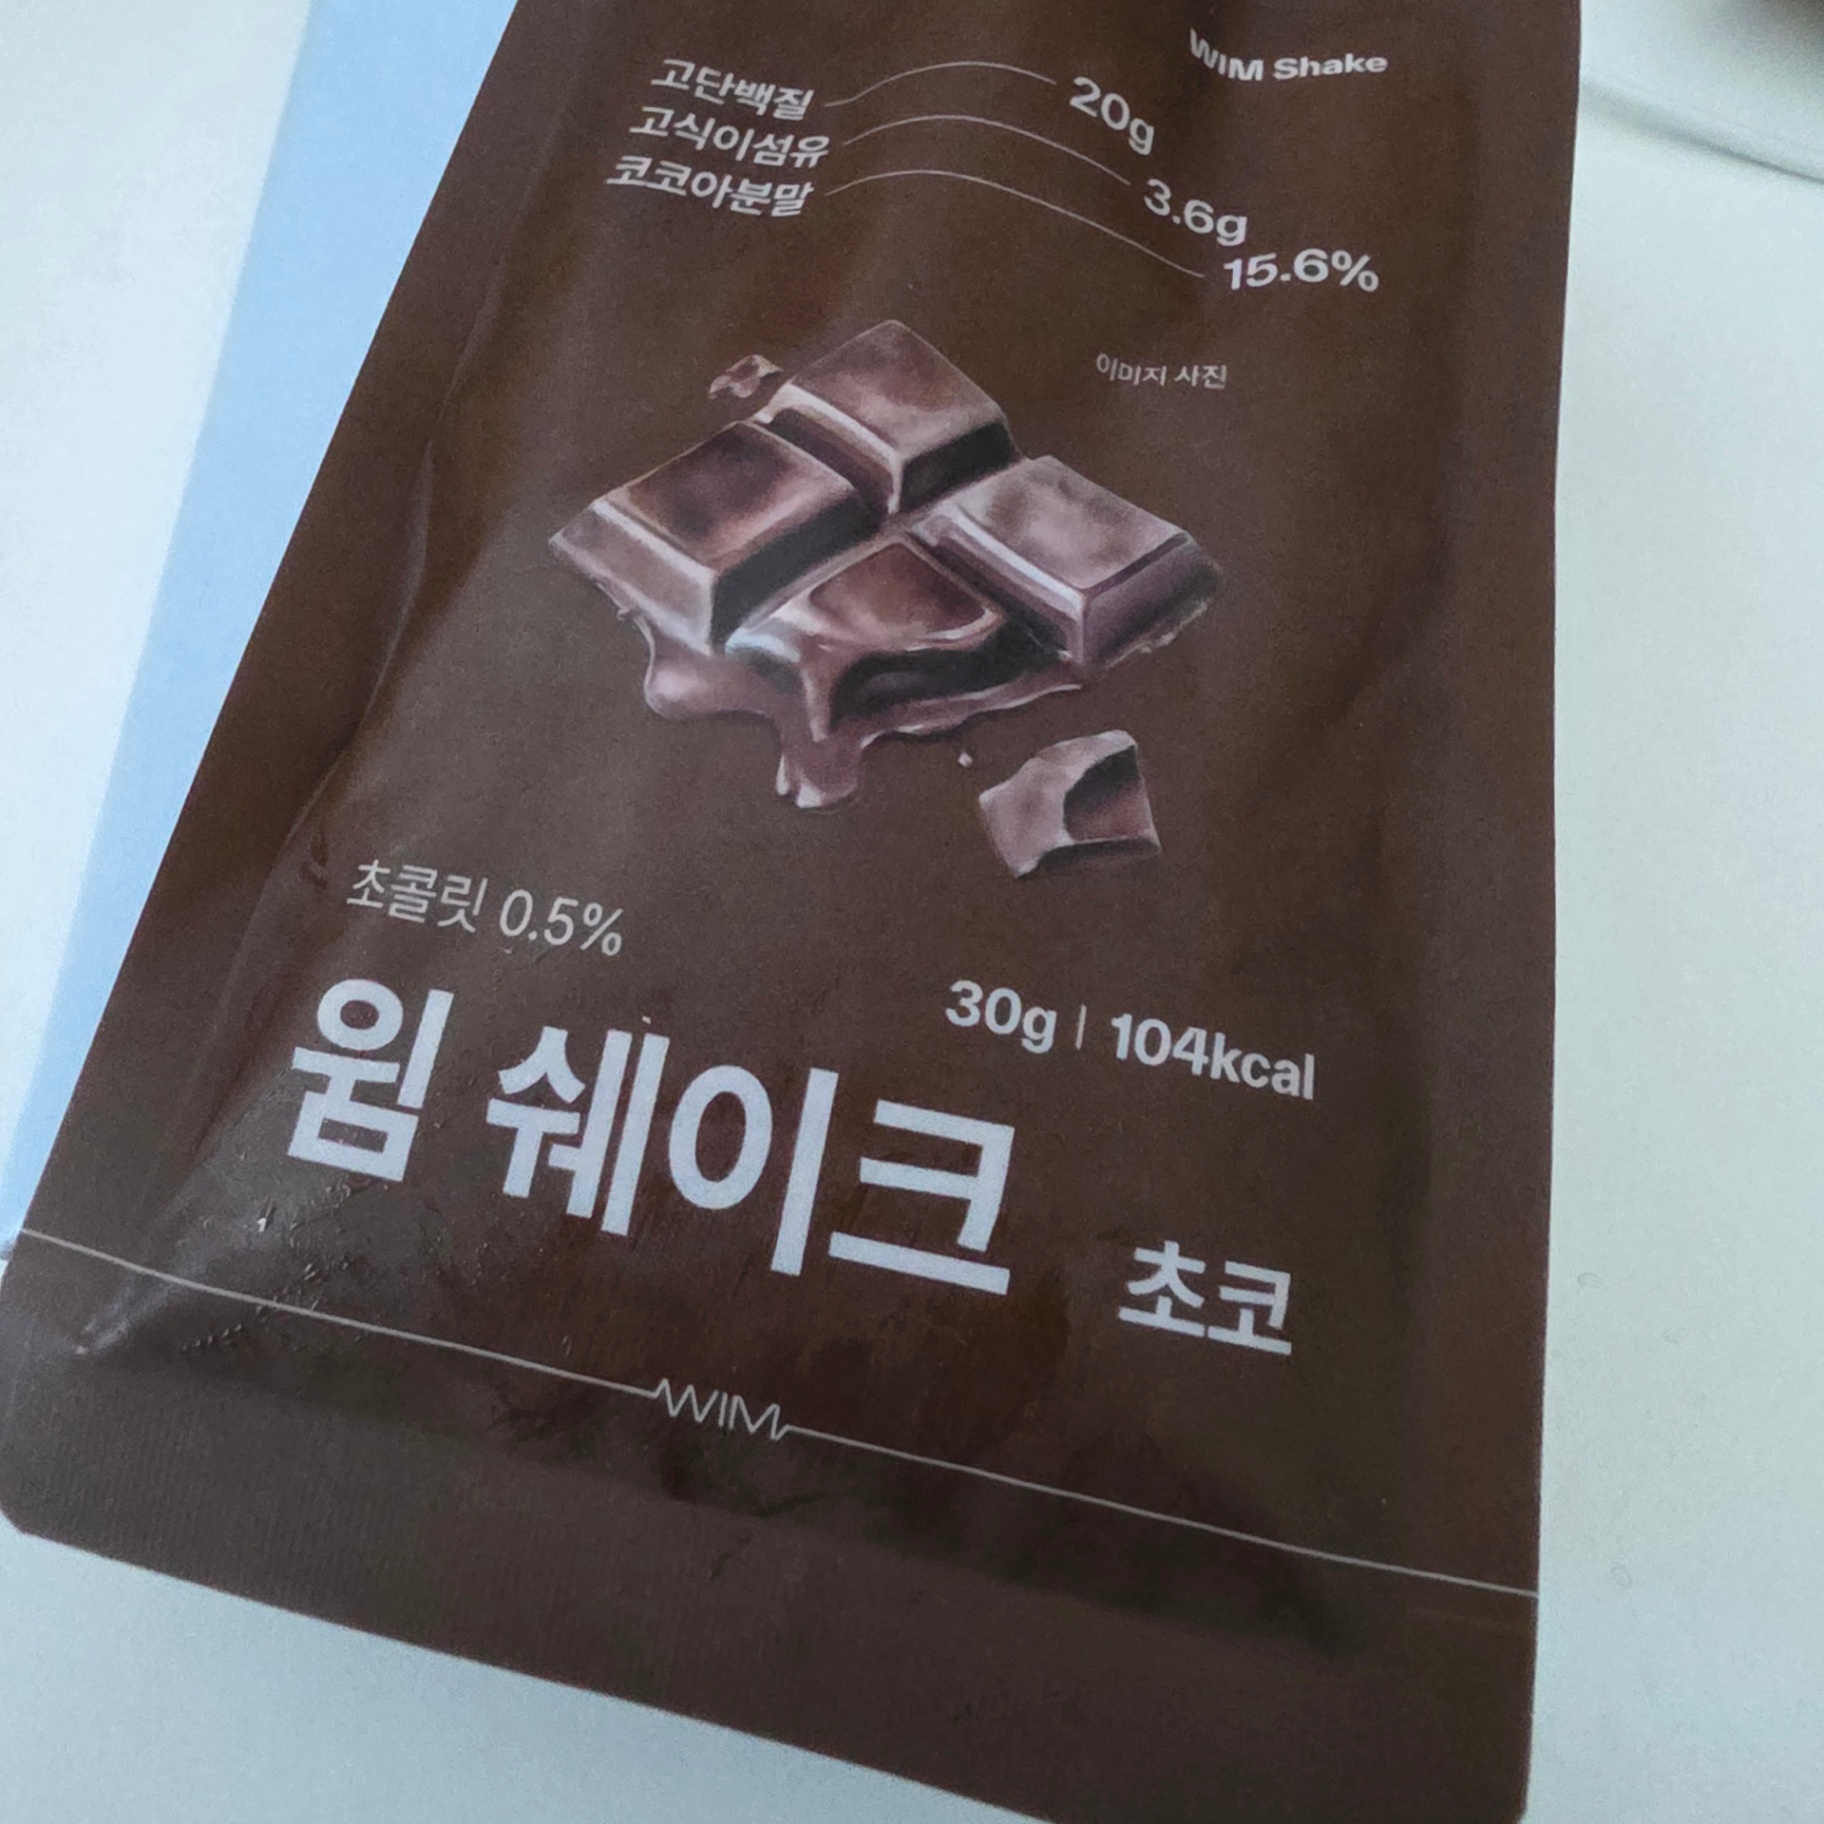 WIM Shake
고단백질 20g
고식이섬유 3.6g
코코아분말 15.6%
이미지 사진
초콜릿 0.5%
30g | 104kcal
윔 쉐이크 초코
WIM